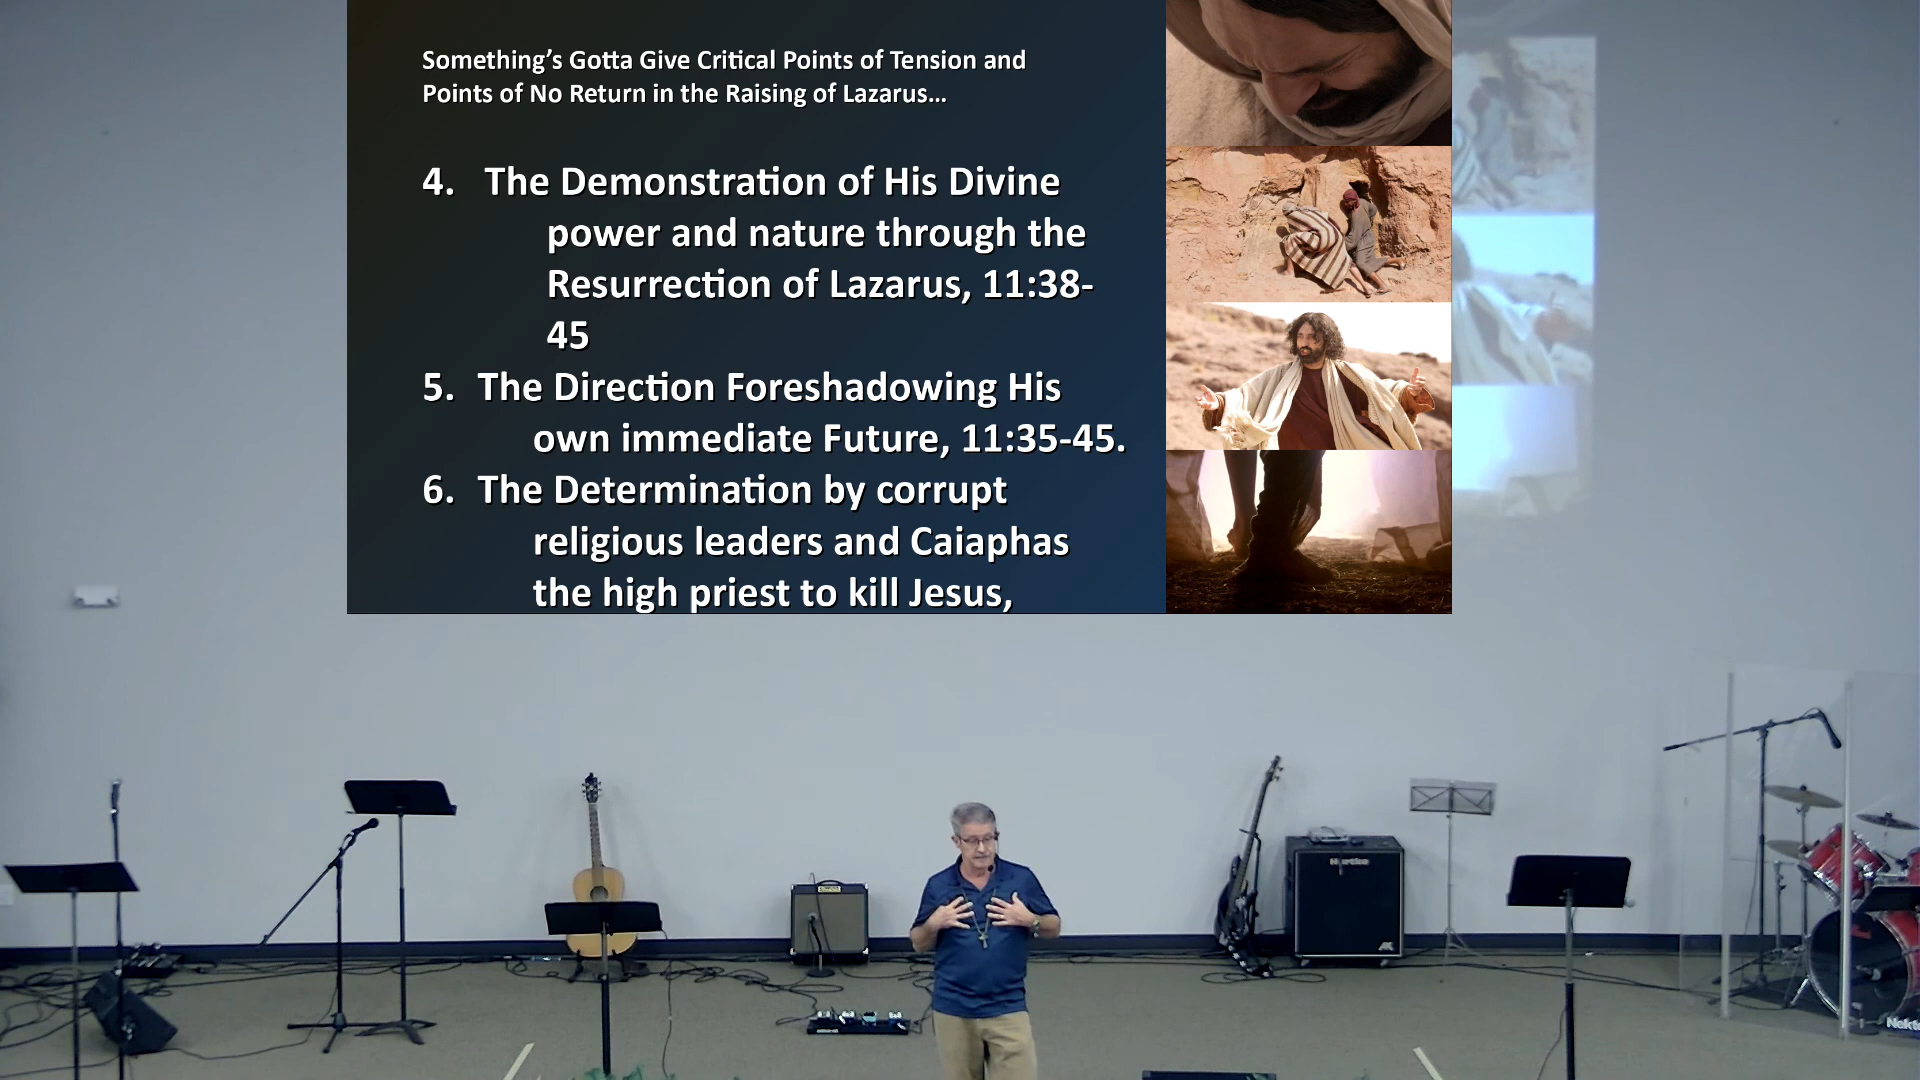 Something's Gotta Give Critical Points of Tension and
Points of No Return in the Raising of Lazarus…
4. The Demonstration of His Divine
power and nature through the
Resurrection of Lazarus, 11:38-
45
5. The Direction Foreshadowing His
own immediate Future, 11:35-45.
6. The Determination by corrupt
religious leaders and Caiaphas
the high priest to kill Jesus,
Hartke